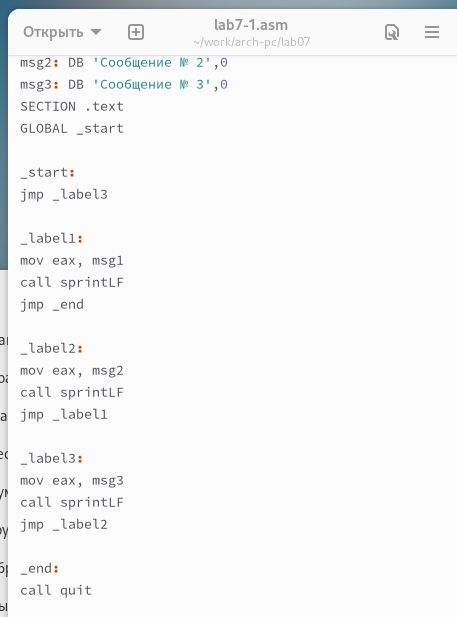 Открыть
lab7-1.asm
~/work/arch-pc/lab07
msg2: DB 'Сообщение № 2',0
msg3: DB 'Сообщение № 3',0
SECTION .text
GLOBAL _start
_start:
jmp _label3
_label1:
mov eax, msg1
call sprintLF
jmp _end
_label2:
mov eax, msg2
call sprintLF
jmp _label1
_label3:
mov eax, msg3
call sprintLF
jmp _label2
_end:
call quit